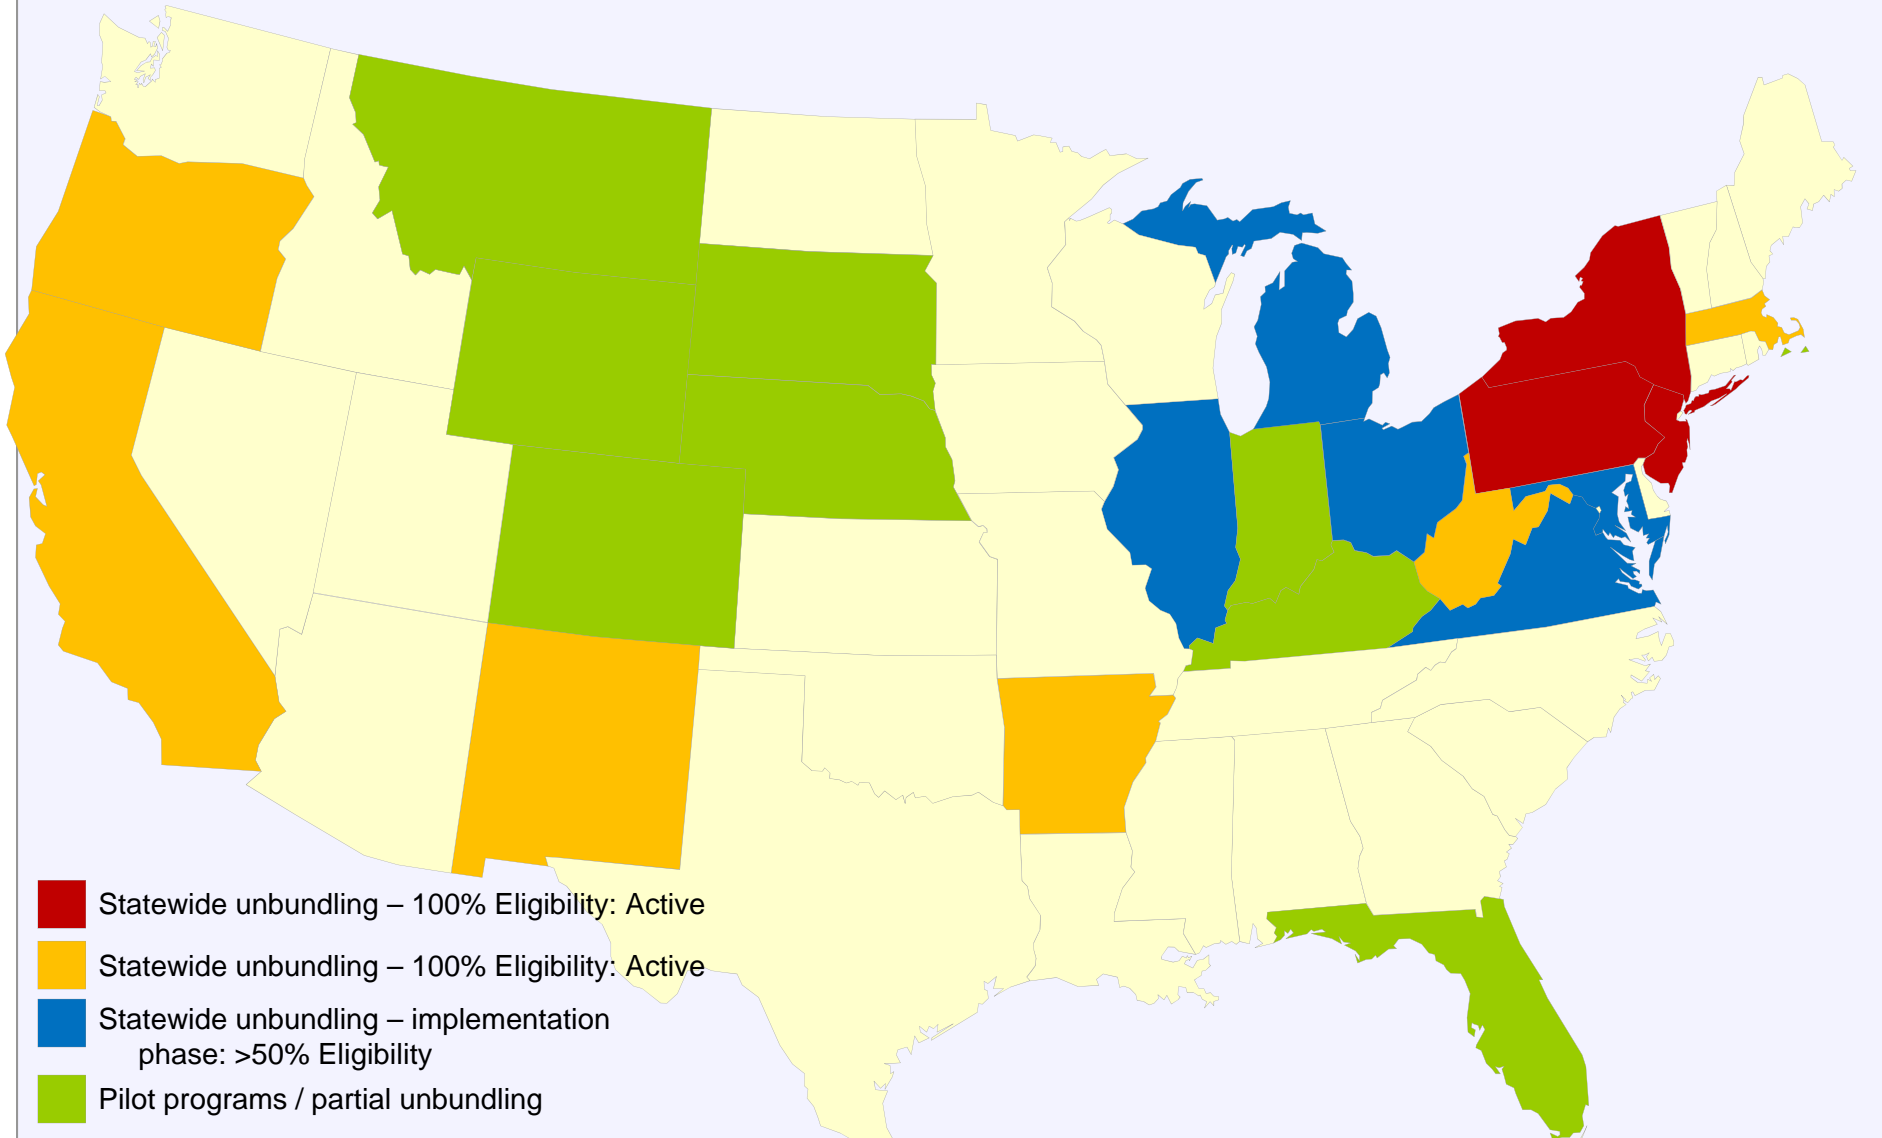 Statewide unbundling – 100% Eligibility: Active
Statewide unbundling – 100% Eligibility: Active
Statewide unbundling – implementation
phase: >50% Eligibility
Pilot programs / partial unbundling